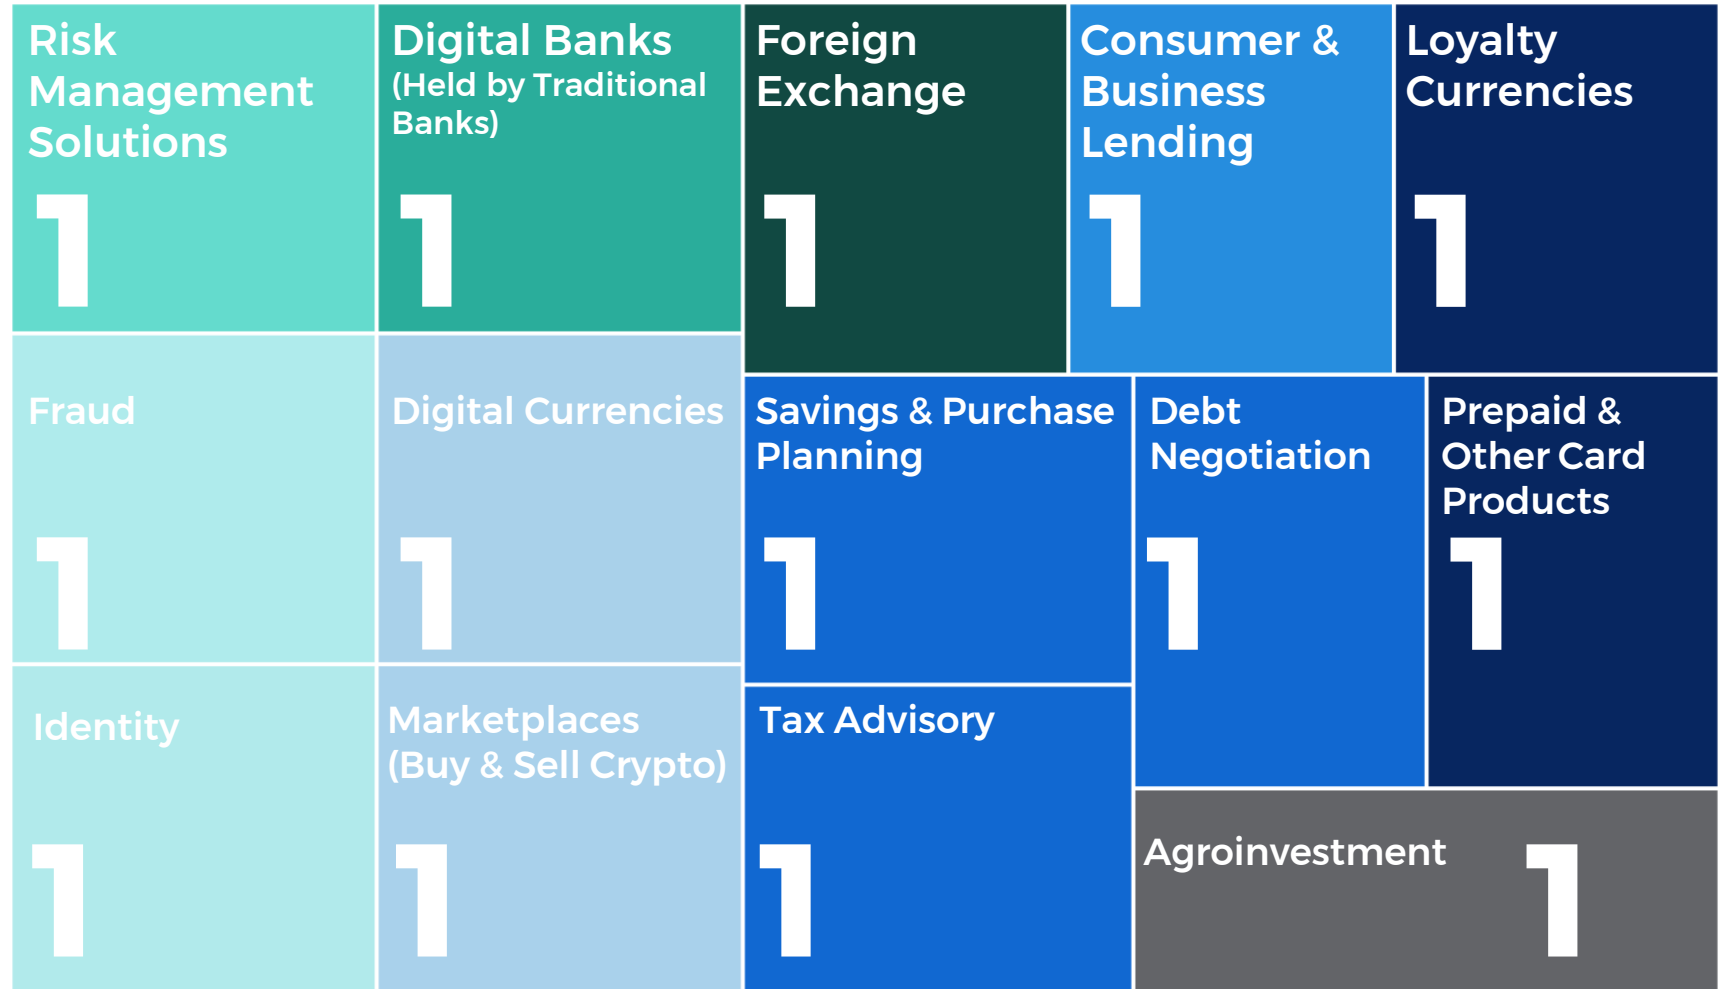 Risk
Management
Solutions
1
Digital Banks
(Held by Traditional
Banks)
1
Foreign
Exchange
1
Consumer &
Business
Lending
1
Loyalty
Currencies
1
Fraud
1
Digital Currencies
1
Savings & Purchase
Planning
1
Debt
Negotiation
1
Prepaid &
Other Card
Products
1
Identity
1
Marketplaces
(Buy & Sell Crypto)
1
Tax Advisory
1
Agroinvestment 1